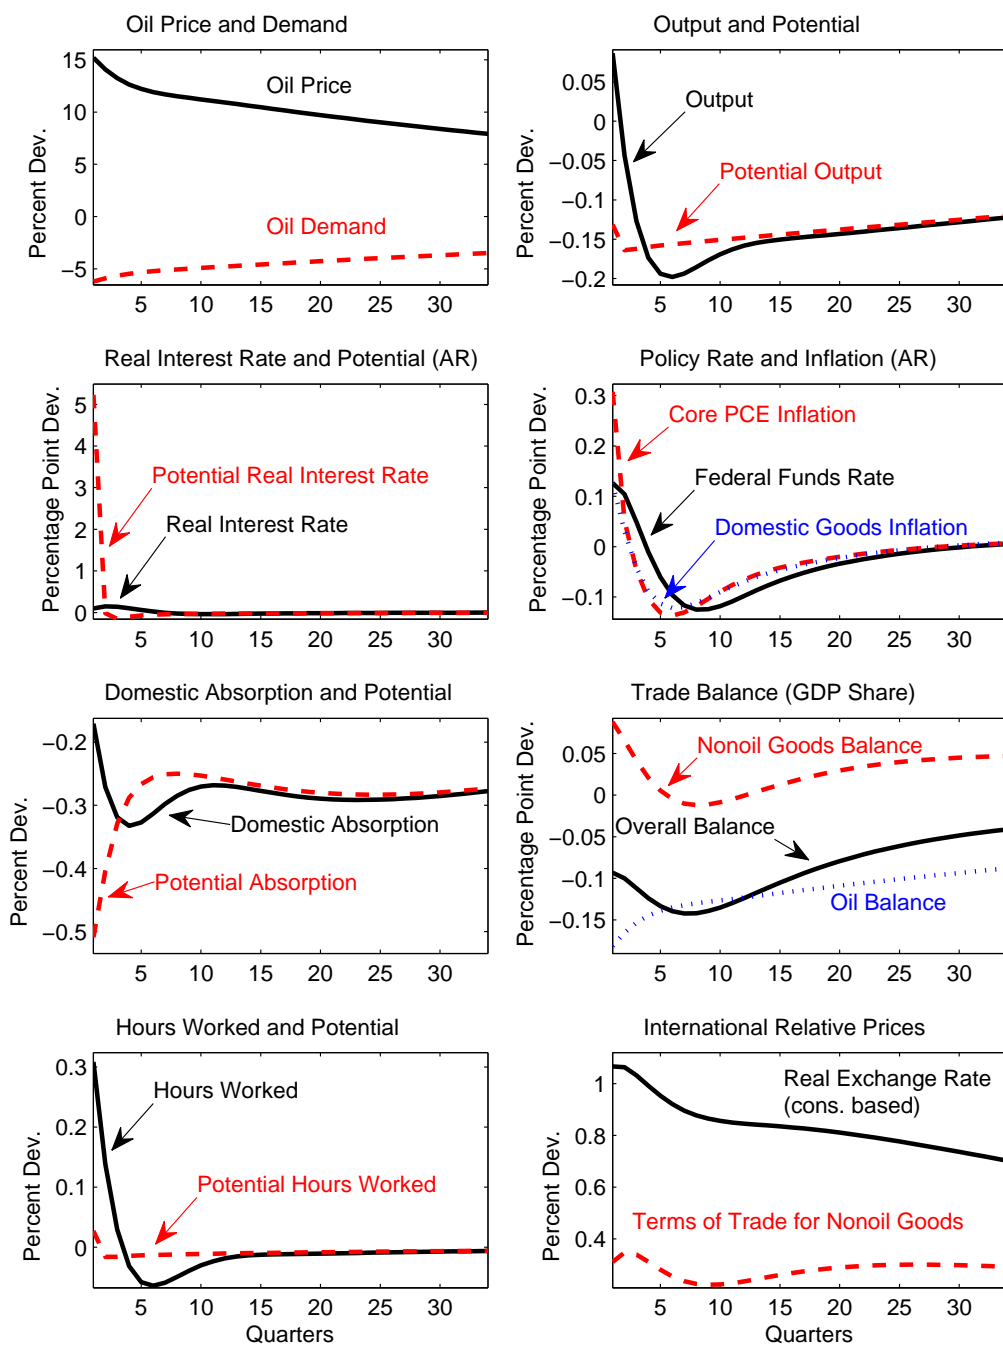 Oil Price and Demand
Percent Dev.
15
10
5
0
−5
Oil Price
Oil Demand
5 10 15 20 25 30
Output and Potential
Percent Dev.
0.05
0
−0.05
−0.1
−0.15
−0.2
Output
Potential Output
5 10 15 20 25 30
Real Interest Rate and Potential (AR)
Percentage Point Dev.
5
4
3
2
1
0
Potential Real Interest Rate
Real Interest Rate
5 10 15 20 25 30
Policy Rate and Inflation (AR)
Percentage Point Dev.
0.3
0.2
0.1
0
−0.1
Core PCE Inflation
Federal Funds Rate
Domestic Goods Inflation
5 10 15 20 25 30
Domestic Absorption and Potential
Percent Dev.
−0.2
−0.3
−0.4
−0.5
Domestic Absorption
Potential Absorption
5 10 15 20 25 30
Trade Balance (GDP Share)
Percentage Point Dev.
0.05
0
−0.05
−0.1
−0.15
Nonoil Goods Balance
Overall Balance
Oil Balance
5 10 15 20 25 30
Hours Worked and Potential
Percent Dev.
0.3
0.2
0.1
0
Hours Worked
Potential Hours Worked
5 10 15 20 25 30
Quarters
International Relative Prices
Percent Dev.
1
0.8
0.6
0.4
Real Exchange Rate
(cons. based)
Terms of Trade for Nonoil Goods
5 10 15 20 25 30
Quarters